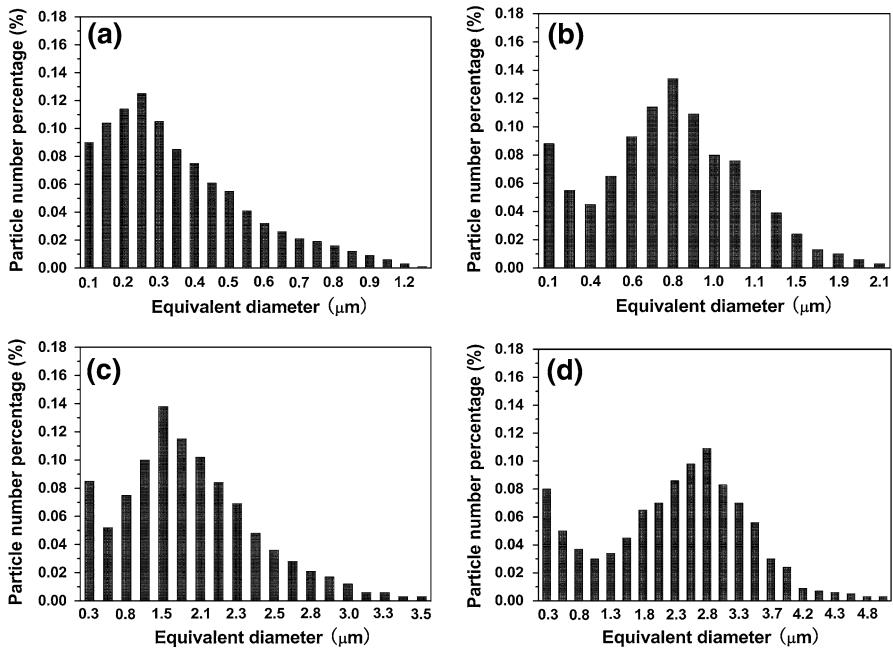 (a)
Particle number percentage (%)
0.18
0.16
0.14
0.12
0.10
0.08
0.06
0.04
0.02
0.00
0.1 0.2 0.3 0.4 0.5 0.6 0.7 0.8 0.9 1.2
Equivalent diameter (μm)
(b)
Particle number percentage (%)
0.18
0.16
0.14
0.12
0.10
0.08
0.06
0.04
0.02
0.00
0.1 0.4 0.6 0.8 1.0 1.1 1.5 1.9 2.1
Equivalent diameter (μm)
(c)
Particle number percentage (%)
0.18
0.16
0.14
0.12
0.10
0.08
0.06
0.04
0.02
0.00
0.3 0.8 1.5 2.1 2.3 2.5 2.8 3.0 3.3 3.5
Equivalent diameter (μm)
(d)
Particle number percentage (%)
0.18
0.16
0.14
0.12
0.10
0.08
0.06
0.04
0.02
0.00
0.3 0.8 1.3 1.8 2.3 2.8 3.3 3.7 4.2 4.3 4.8
Equivalent diameter (μm)